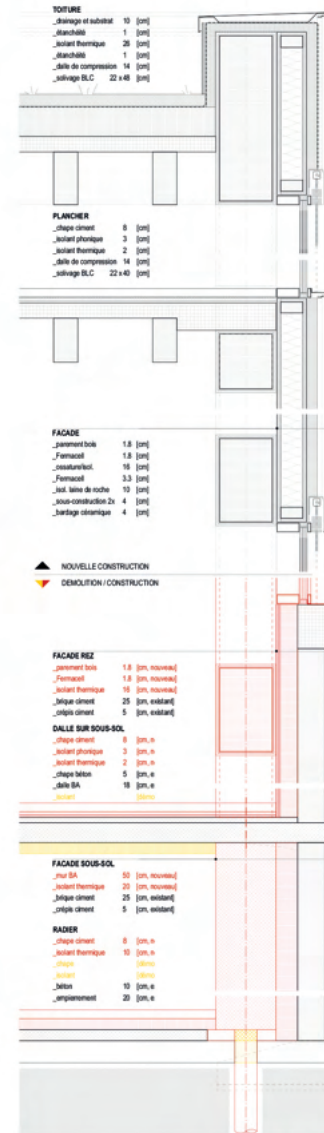 TOITURE
_drainage et substrat 10 [cm]
_étanchéité 1 [cm]
_isolant thermique 26 [cm]
_étanchéité 1 [cm]
_dalle de compression 14 [cm]
_solivage BLC 22 x 48 [cm]
PLANCHER
_chape ciment 8 [cm]
_isolant phonique 3 [cm]
_isolant thermique 2 [cm]
_dalle de compression 14 [cm]
_solivage BLC 22 x 40 [cm]
FACADE
_parement bois 1.8 [cm]
_Fermacell 1.8 [cm]
_ossature/isol. 16 [cm]
_Fermacell 3.3 [cm]
_isol. laine de roche 10 [cm]
_sous-construction 2x 4 [cm]
_bardage céramique 4 [cm]
NOUVELLE CONSTRUCTION
DEMOLITION / CONSTRUCTION
FACADE REZ
_parement bois 1.8 [cm, nouveau]
_Fermacell 1.8 [cm, nouveau]
_isolant thermique 16 [cm, nouveau]
_brique ciment 25 [cm, existant]
_crépis ciment 5 [cm, existant]
DALLE SUR SOUS-SOL
_chape ciment 8 [cm, n
_isolant phonique 3 [cm, n
_isolant thermique 2 [cm, n
_chape béton 5 [cm, e
_dalle BA 18 [cm, e
_isolant [démo
FACADE SOUS-SOL
_mur BA 50 [cm, nouveau]
_isolant thermique 20 [cm, nouveau]
_brique ciment 25 [cm, existant]
_crépis ciment 5 [cm, existant]
RADIER
_chape ciment 8 [cm, n
_isolant thermique 10 [cm, n
_chape [démo
_isolant [démo
_béton 10 [cm, e
_empierrement 20 [cm, e